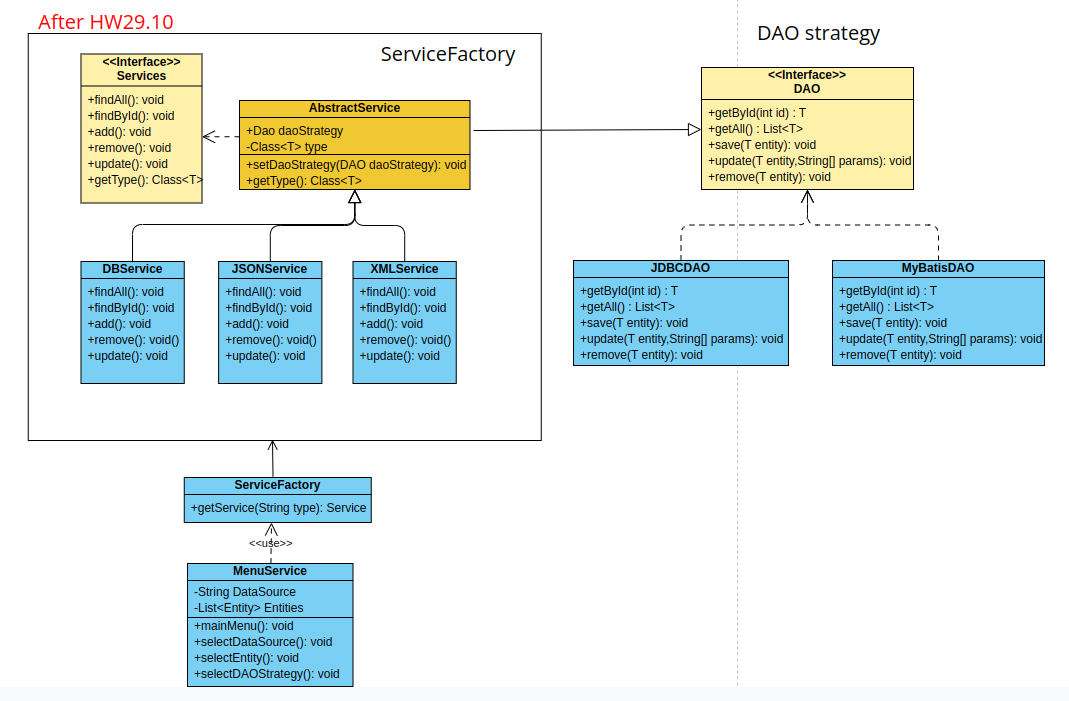 After HW29.10
ServiceFactory
<<Interface>>
Services
+findAll(): void
+findById(): void
+add(): void
+remove(): void
+update(): void
+getType(): Class<T>
AbstractService
+Dao daoStrategy
-Class<T> type
+setDaoStrategy(DAO daoStrategy): void
+getType(): Class<T>
DBService
+findAll(): void
+findById(): void
+add(): void
+remove(): void()
+update(): void
JSONService
+findAll(): void
+findById(): void
+add(): void
+remove(): void()
+update(): void
XMLService
+findAll(): void
+findById(): void
+add(): void
+remove(): void()
+update(): void
ServiceFactory
+getService(String type): Service
<<use>>
MenuService
-String DataSource
-List<Entity> Entities
+mainMenu(): void
+selectDataSource(): void
+selectEntity(): void
+selectDAOStrategy(): void
DAO strategy
<<Interface>>
DAO
+getById(int id) : T
+getAll() : List<T>
+save(T entity): void
+update(T entity,String[] params): void
+remove(T entity): void
JDBCDAO
+getById(int id) : T
+getAll() : List<T>
+save(T entity): void
+update(T entity,String[] params): void
+remove(T entity): void
MyBatisDAO
+getById(int id) : T
+getAll() : List<T>
+save(T entity): void
+update(T entity,String[] params): void
+remove(T entity): void